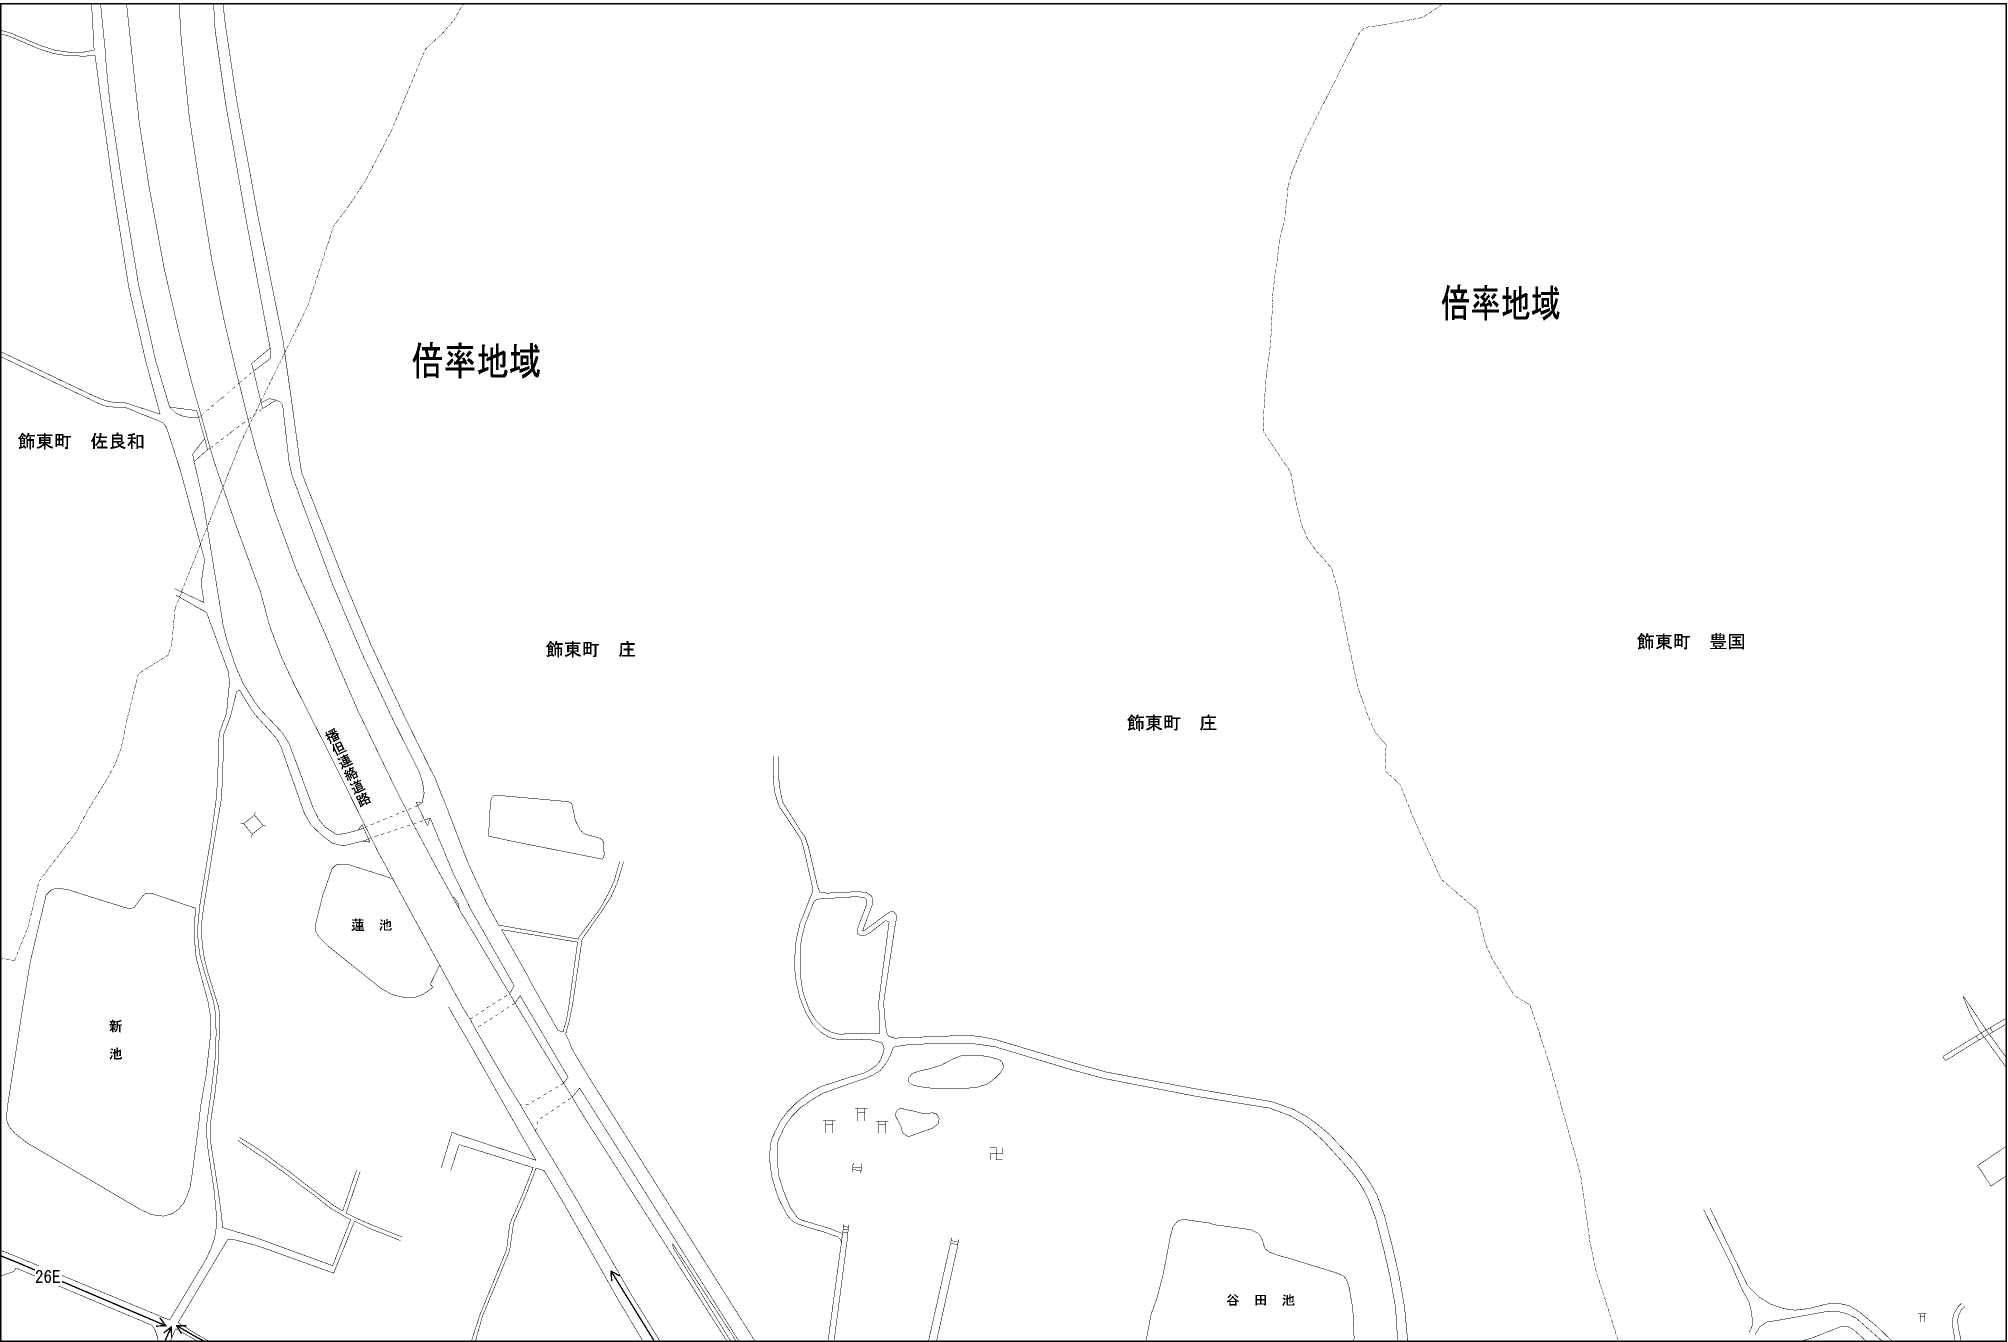 倍率地域
倍率地域
飾東町　佐良和
飾東町　庄
飾東町　豊国
飾東町　庄
播但連絡道路
蓮　池
新
池
26E
谷　田　池